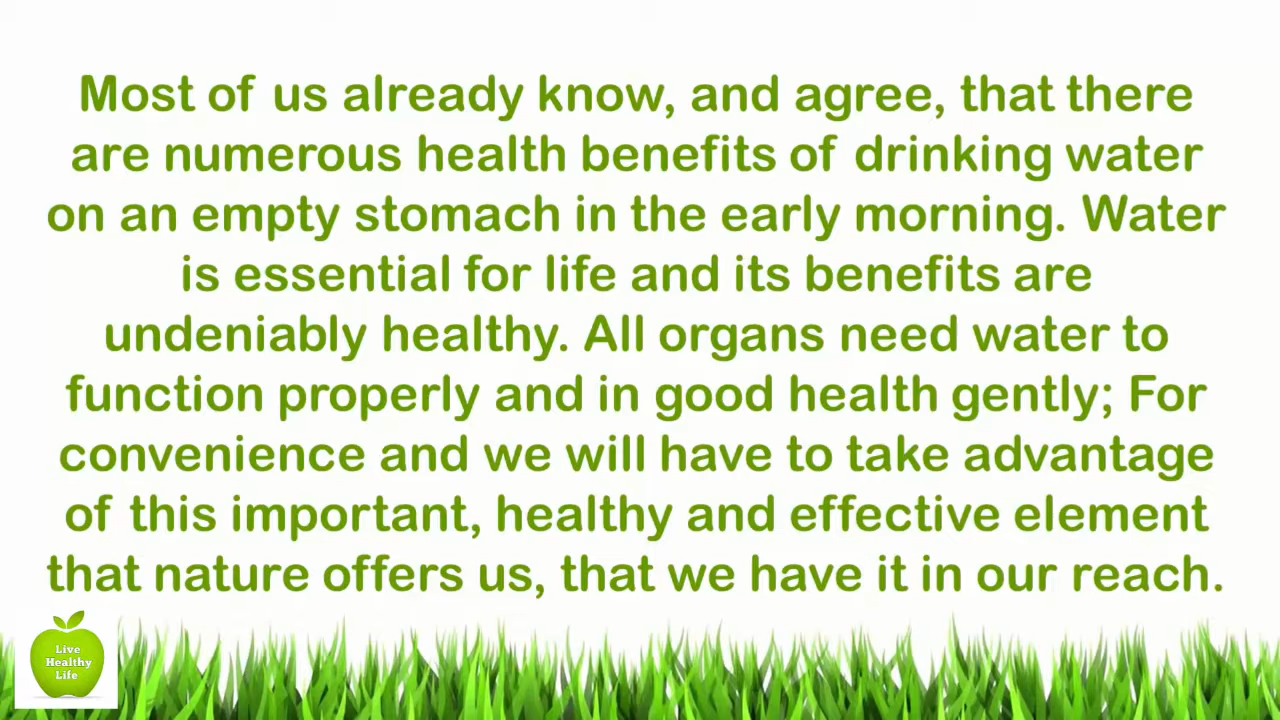 Most of us already know, and agree, that there
are numerous health benefits of drinking water
on an empty stomach in the early morning. Water
is essential for life and its benefits are
undeniably healthy. All organs need water to
function properly and in good health gently; For
convenience and we will have to take advantage
of this important, healthy and effective element
that nature offers us, that we have it in our reach.
Live
Healthy
Life